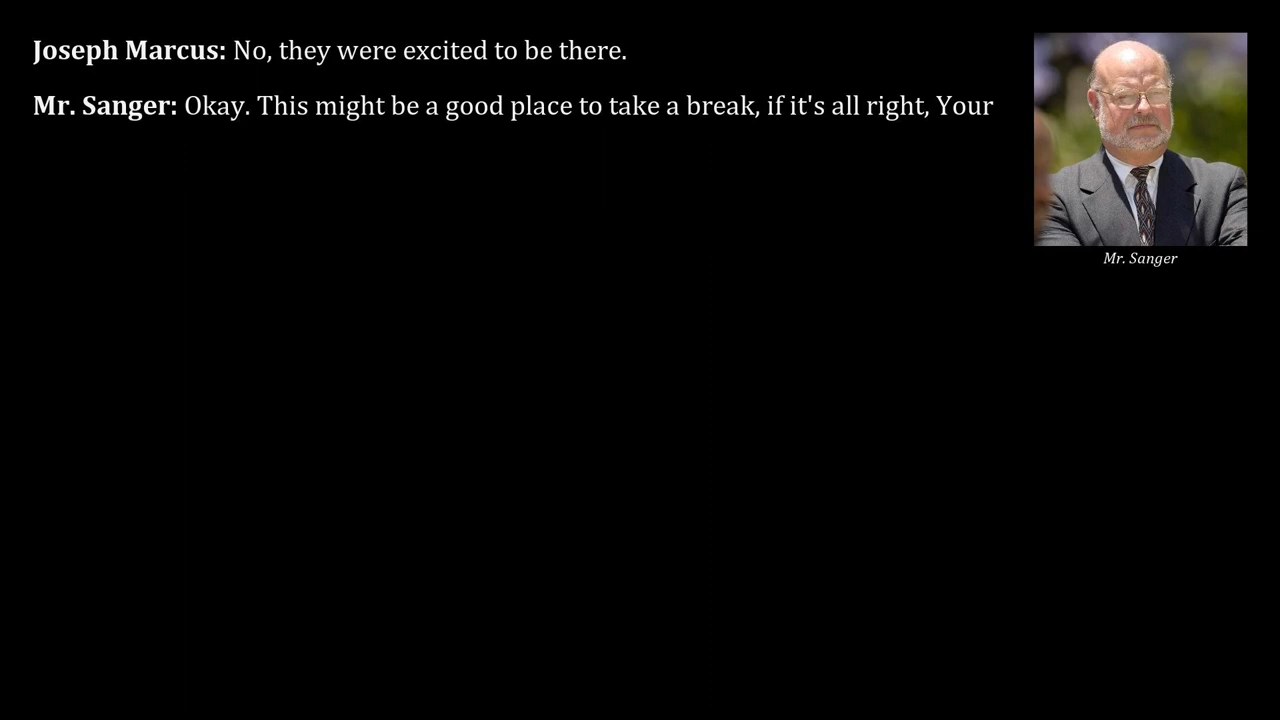 Joseph Marcus: No, they were excited to be there.
Mr. Sanger: Okay. This might be a good place to take a break, if it's all right, Your
Mr. Sanger